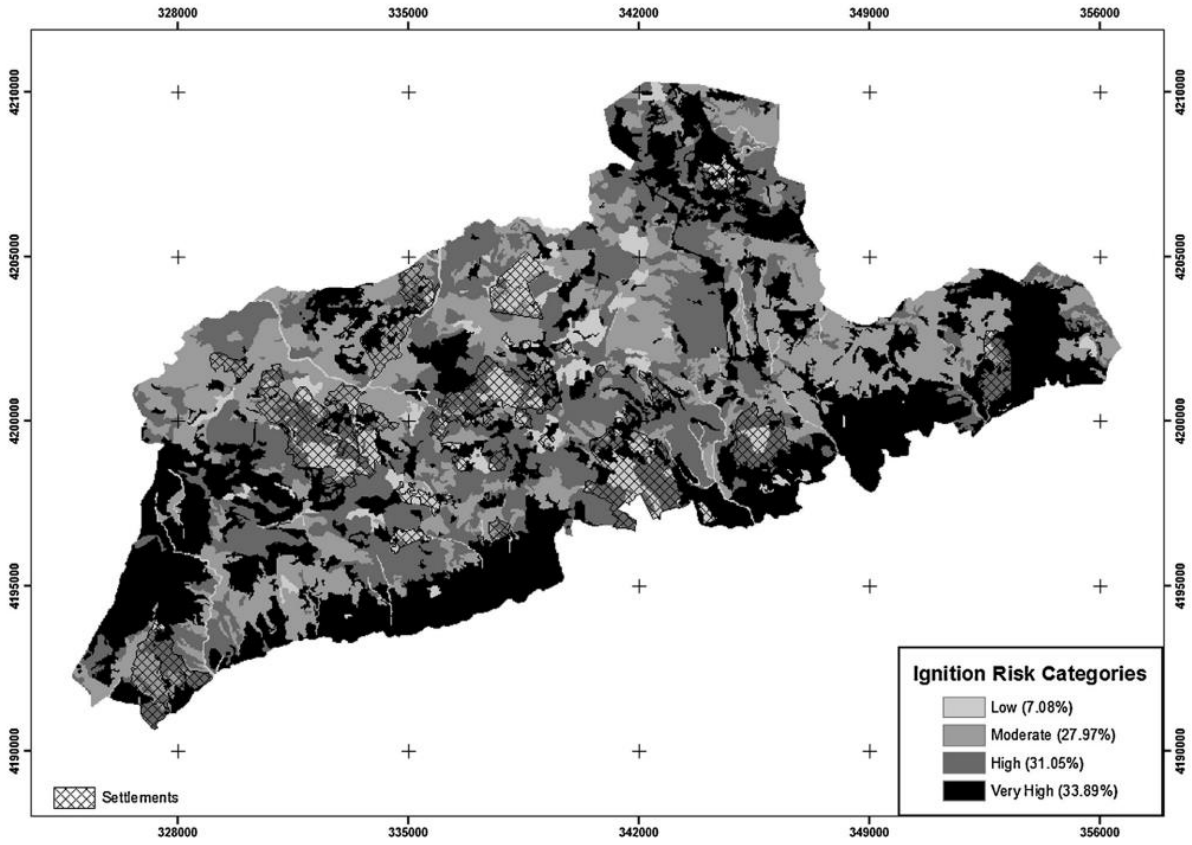 328000 335000 342000 349000 356000
4210000 4210000
4205000 4205000
4200000 4200000
4195000 4195000
4190000 4190000
Ignition Risk Categories
Low (7.08%)
Moderate (27.97%)
High (31.05%)
Very High (33.89%)
Settlements
328000 335000 342000 349000 356000